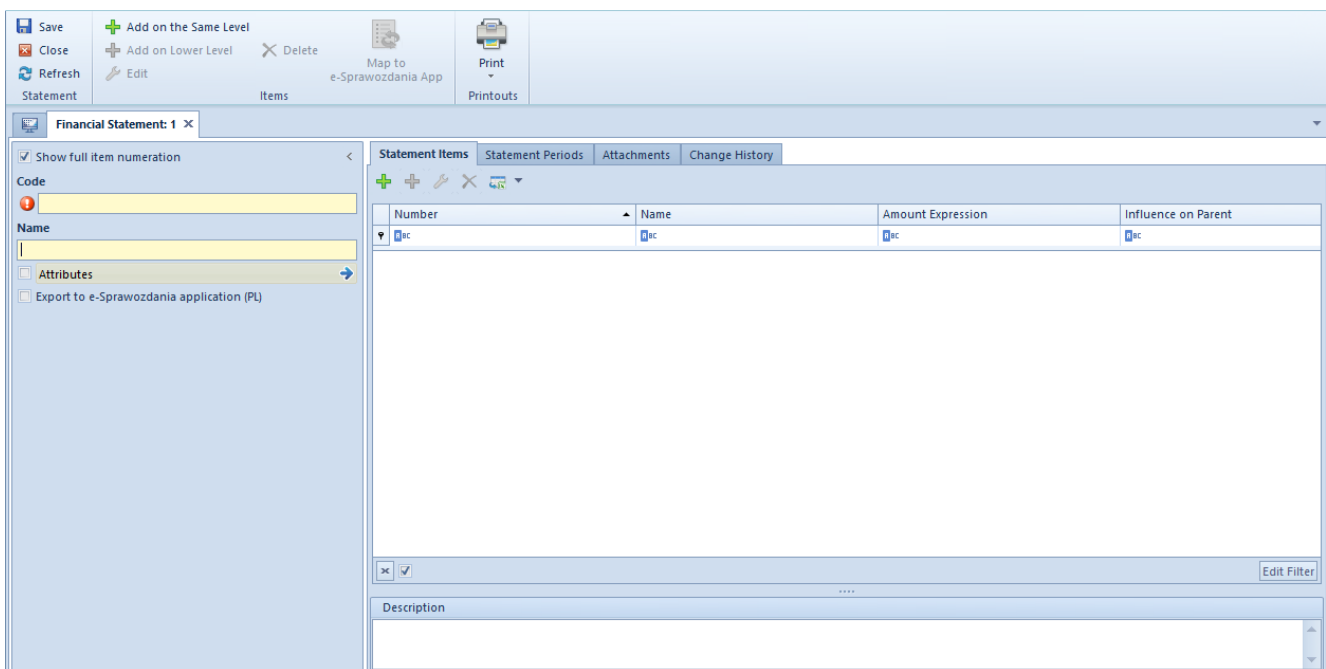 Save
Close
Refresh
Statement
Add on the Same Level
Add on Lower Level
Delete
Edit
Items
Map to
e-Sprawozdania App
Print
Printouts
Financial Statement: 1
Show full item numeration
Code
Name
Attributes
Export to e-Sprawozdania application (PL)
Statement Items Statement Periods Attachments Change History
Number Name Amount Expression Influence on Parent
Edit Filter
Description